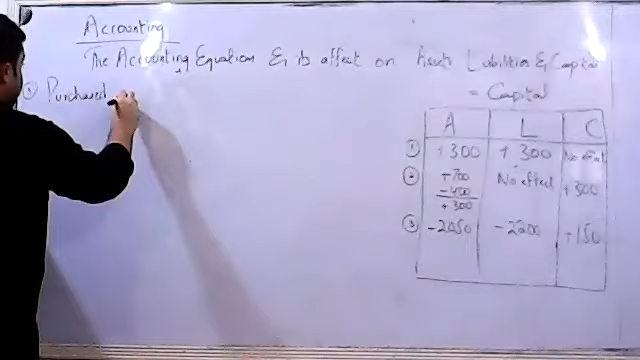 Accounting
The Accounting Equation & its affect on Assets Liabilities & Capital
① Purchased
= Capital
A L C
① +300 +300 No effect
② +700 No effect +300
-400
+300
③ -2050 -2200 +150